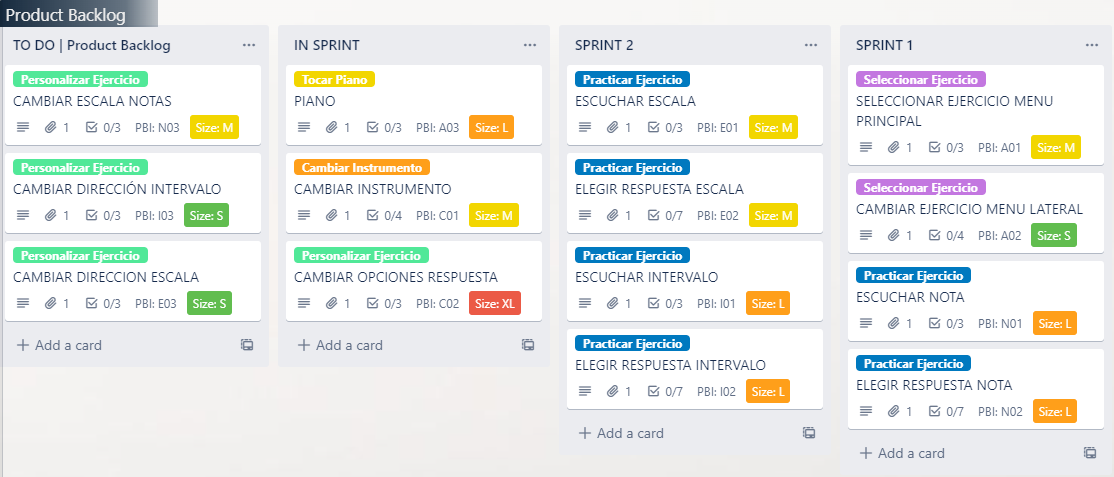 Product Backlog
TO DO | Product Backlog
Personalizar Ejercicio
CAMBIAR ESCALA NOTAS
1 0/3 PBI: N03 Size: M
Personalizar Ejercicio
CAMBIAR DIRECCIÓN INTERVALO
1 0/3 PBI: I03 Size: S
Personalizar Ejercicio
CAMBIAR DIRECCION ESCALA
1 0/3 PBI: E03 Size: S
+ Add a card
IN SPRINT
Tocar Piano
PIANO
1 0/3 PBI: A03 Size: L
Cambiar Instrumento
CAMBIAR INSTRUMENTO
1 0/4 PBI: C01 Size: M
Personalizar Ejercicio
CAMBIAR OPCIONES RESPUESTA
1 0/3 PBI: C02 Size: XL
+ Add a card
SPRINT 2
Practicar Ejercicio
ESCUCHAR ESCALA
1 0/3 PBI: E01 Size: M
Practicar Ejercicio
ELEGIR RESPUESTA ESCALA
1 0/7 PBI: E02 Size: M
Practicar Ejercicio
ESCUCHAR INTERVALO
1 0/3 PBI: I01 Size: L
Practicar Ejercicio
ELEGIR RESPUESTA INTERVALO
1 0/7 PBI: I02 Size: L
+ Add a card
SPRINT 1
Seleccionar Ejercicio
SELECCIONAR EJERCICIO MENU
PRINCIPAL
1 0/3 PBI: A01 Size: M
Seleccionar Ejercicio
CAMBIAR EJERCICIO MENU LATERAL
1 0/4 PBI: A02 Size: S
Practicar Ejercicio
ESCUCHAR NOTA
1 0/3 PBI: N01 Size: L
Practicar Ejercicio
ELEGIR RESPUESTA NOTA
1 0/7 PBI: N02 Size: L
+ Add a card